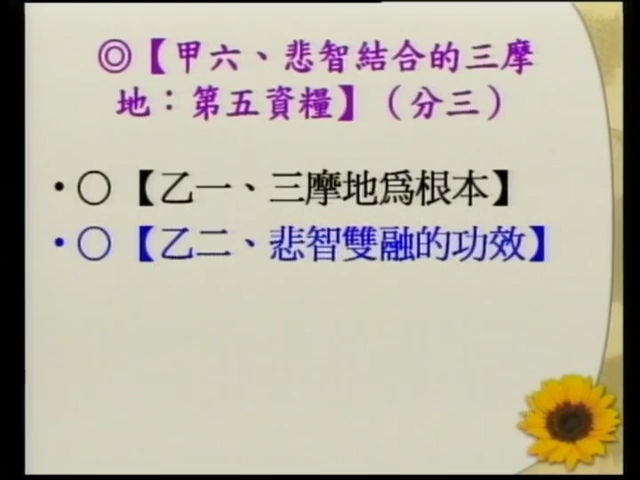 ◎【甲六、悲智結合的三摩
地：第五資糧】（分三）
•○【乙一、三摩地為根本】
•○【乙二、悲智雙融的功效】